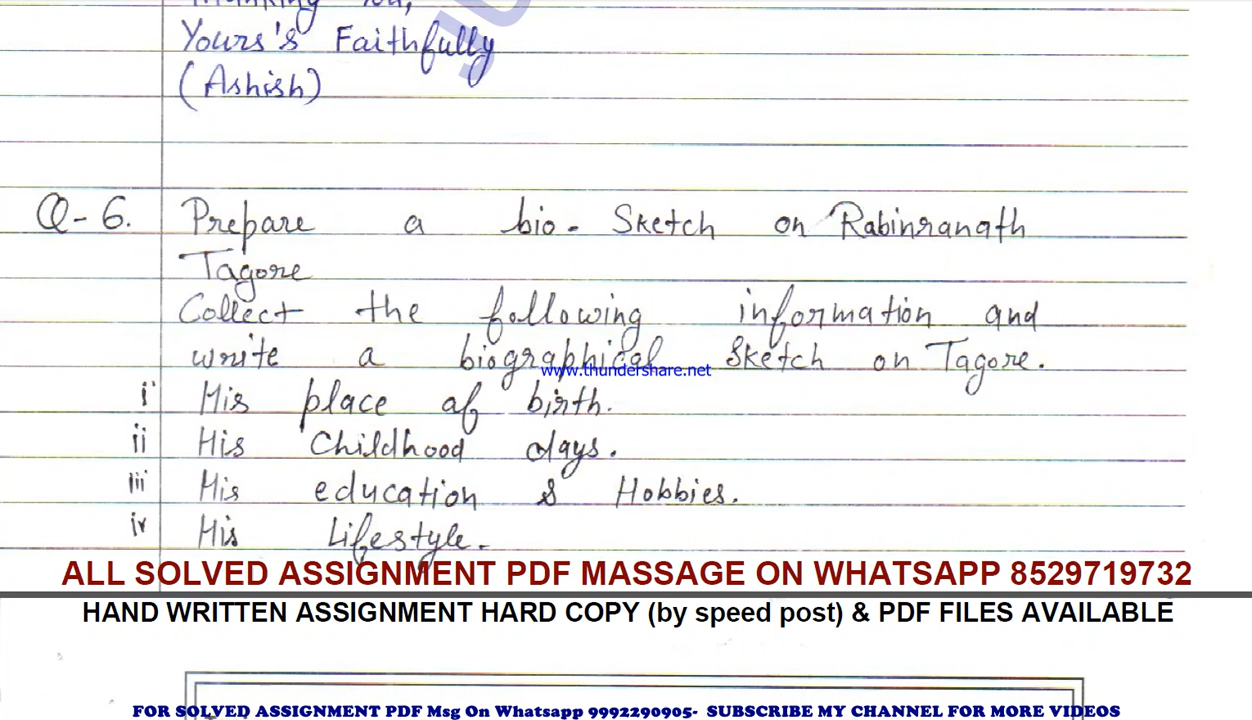 Thanking You,
Yours's Faithfully
(Ashish)
Q-6. Prepare a bio-Sketch on Rabinranath
Tagore
Collect the following information and
write a biographical Sketch on Tagore.
www.thundershare.net
i His place of birth.
ii His Childhood days.
iii His education & Hobbies.
iv His Lifestyle.
ALL SOLVED ASSIGNMENT PDF MASSAGE ON WHATSAPP 8529719732
HAND WRITTEN ASSIGNMENT HARD COPY (by speed post) & PDF FILES AVAILABLE
FOR SOLVED ASSIGNMENT PDF Msg On Whatsapp 9992290905- SUBSCRIBE MY CHANNEL FOR MORE VIDEOS